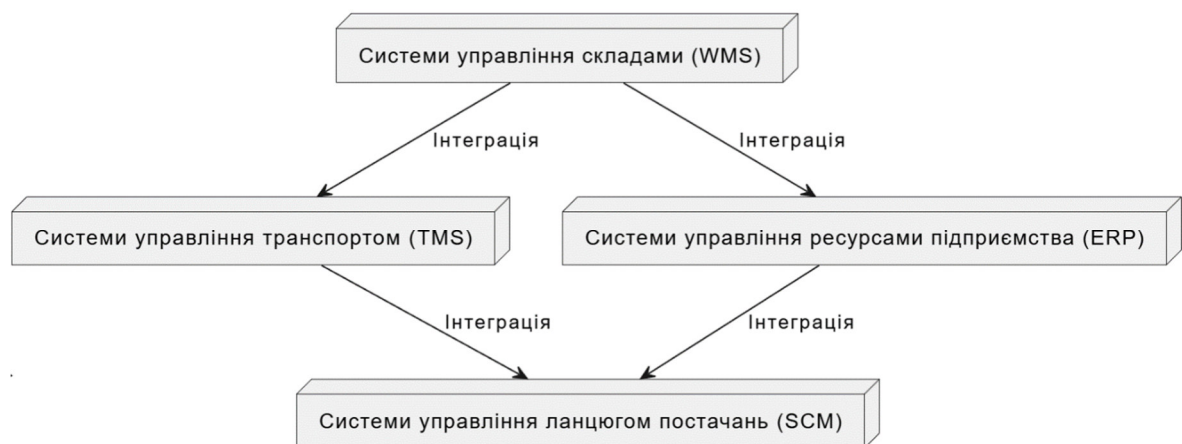 Системи управління складами (WMS)
Інтеграція
Інтеграція
Системи управління транспортом (TMS)
Системи управління ресурсами підприємства (ERP)
Інтеграція
Інтеграція
Системи управління ланцюгом постачань (SCM)